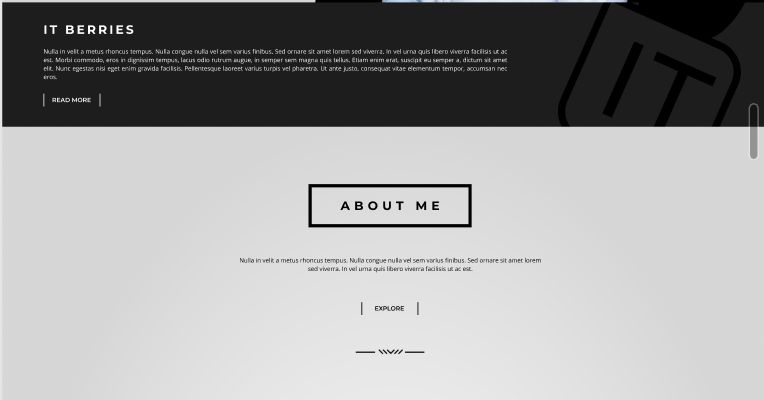 IT BERRIES
Nulla in velit a metus rhoncus tempus. Nulla congue nulla vel sem varius finibus. Sed ornare sit amet lorem sed viverra. In vel urna quis libero viverra facilisis ut ac
est. Morbi commodo, eros in dignissim tempus, lacus odio rutrum augue, in semper sem magna quis tellus. Etiam enim erat, suscipit eu semper a, dictum sit amet
elit. Nunc egestas nisi eget enim gravida facilisis. Pellentesque laoreet varius turpis vel pharetra. Ut ante justo, consequat vitae elementum tempor, accumsan nec
eros.
READ MORE
IT
ABOUT ME
Nulla in velit a metus rhoncus tempus. Nulla congue nulla vel sem varius finibus. Sed ornare sit amet lorem
sed viverra. In vel urna quis libero viverra facilisis ut ac est.
EXPLORE